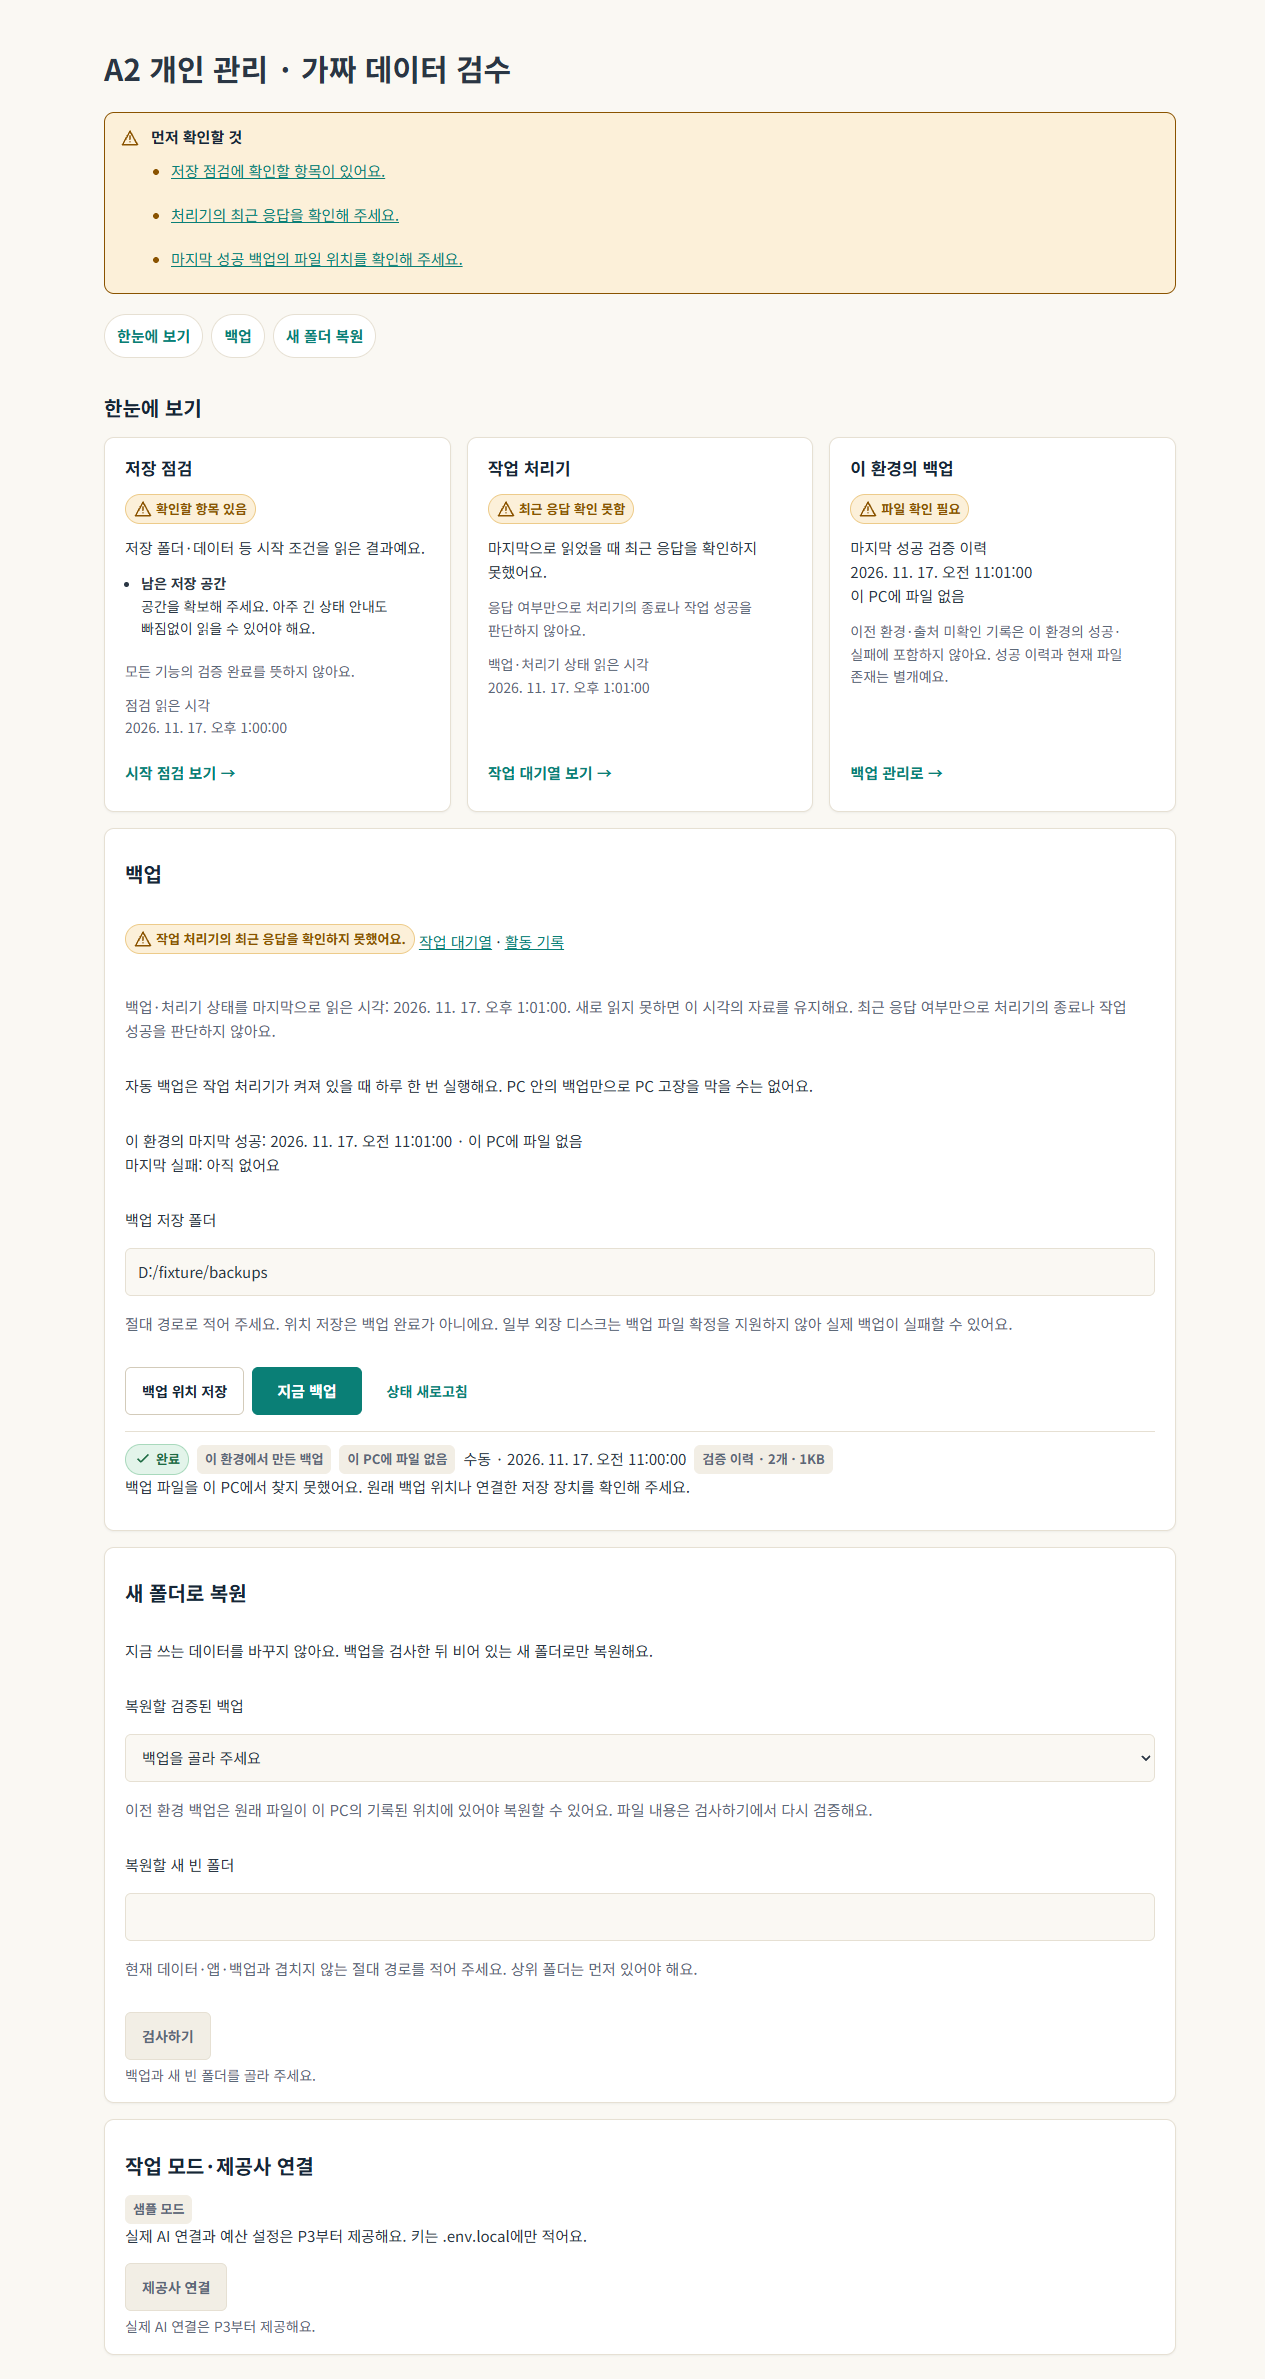 A2 개인 관리 · 가짜 데이터 검수
먼저 확인할 것
저장 점검에 확인할 항목이 있어요.
처리기의 최근 응답을 확인해 주세요.
마지막 성공 백업의 파일 위치를 확인해 주세요.
한눈에 보기
백업
새 폴더 복원
한눈에 보기
저장 점검
확인할 항목 있음
저장 폴더·데이터 등 시작 조건을 읽은 결과예요.
남은 저장 공간
공간을 확보해 주세요. 아주 긴 상태 안내도
빠짐없이 읽을 수 있어야 해요.
모든 기능의 검증 완료를 뜻하지 않아요.
점검 읽은 시각
2026. 11. 17. 오후 1:00:00
시작 점검 보기 →
작업 처리기
최근 응답 확인 못함
마지막으로 읽었을 때 최근 응답을 확인하지
못했어요.
응답 여부만으로 처리기의 종료나 작업 성공을
판단하지 않아요.
백업·처리기 상태 읽은 시각
2026. 11. 17. 오후 1:01:00
작업 대기열 보기 →
이 환경의 백업
파일 확인 필요
마지막 성공 검증 이력
2026. 11. 17. 오전 11:01:00
이 PC에 파일 없음
이전 환경·출처 미확인 기록은 이 환경의 성공·
실패에 포함하지 않아요. 성공 이력과 현재 파일
존재는 별개예요.
백업 관리로 →
백업
작업 처리기의 최근 응답을 확인하지 못했어요. 작업 대기열 · 활동 기록
백업·처리기 상태를 마지막으로 읽은 시각: 2026. 11. 17. 오후 1:01:00. 새로 읽지 못하면 이 시각의 자료를 유지해요. 최근 응답 여부만으로 처리기의 종료나 작업
성공을 판단하지 않아요.
자동 백업은 작업 처리기가 켜져 있을 때 하루 한 번 실행해요. PC 안의 백업만으로 PC 고장을 막을 수는 없어요.
이 환경의 마지막 성공: 2026. 11. 17. 오전 11:01:00 · 이 PC에 파일 없음
마지막 실패: 아직 없어요
백업 저장 폴더
D:/fixture/backups
절대 경로로 적어 주세요. 위치 저장은 백업 완료가 아니에요. 일부 외장 디스크는 백업 파일 확정을 지원하지 않아 실제 백업이 실패할 수 있어요.
백업 위치 저장
지금 백업
상태 새로고침
완료 이 환경에서 만든 백업 이 PC에 파일 없음 수동 · 2026. 11. 17. 오전 11:00:00 검증 이력 · 2개 · 1KB
백업 파일을 이 PC에서 찾지 못했어요. 원래 백업 위치나 연결한 저장 장치를 확인해 주세요.
새 폴더로 복원
지금 쓰는 데이터를 바꾸지 않아요. 백업을 검사한 뒤 비어 있는 새 폴더로만 복원해요.
복원할 검증된 백업
백업을 골라 주세요
이전 환경 백업은 원래 파일이 이 PC의 기록된 위치에 있어야 복원할 수 있어요. 파일 내용은 검사하기에서 다시 검증해요.
복원할 새 빈 폴더
현재 데이터·앱·백업과 겹치지 않는 절대 경로를 적어 주세요. 상위 폴더는 먼저 있어야 해요.
검사하기
백업과 새 빈 폴더를 골라 주세요.
작업 모드·제공사 연결
샘플 모드
실제 AI 연결과 예산 설정은 P3부터 제공해요. 키는 .env.local에만 적어요.
제공사 연결
실제 AI 연결은 P3부터 제공해요.